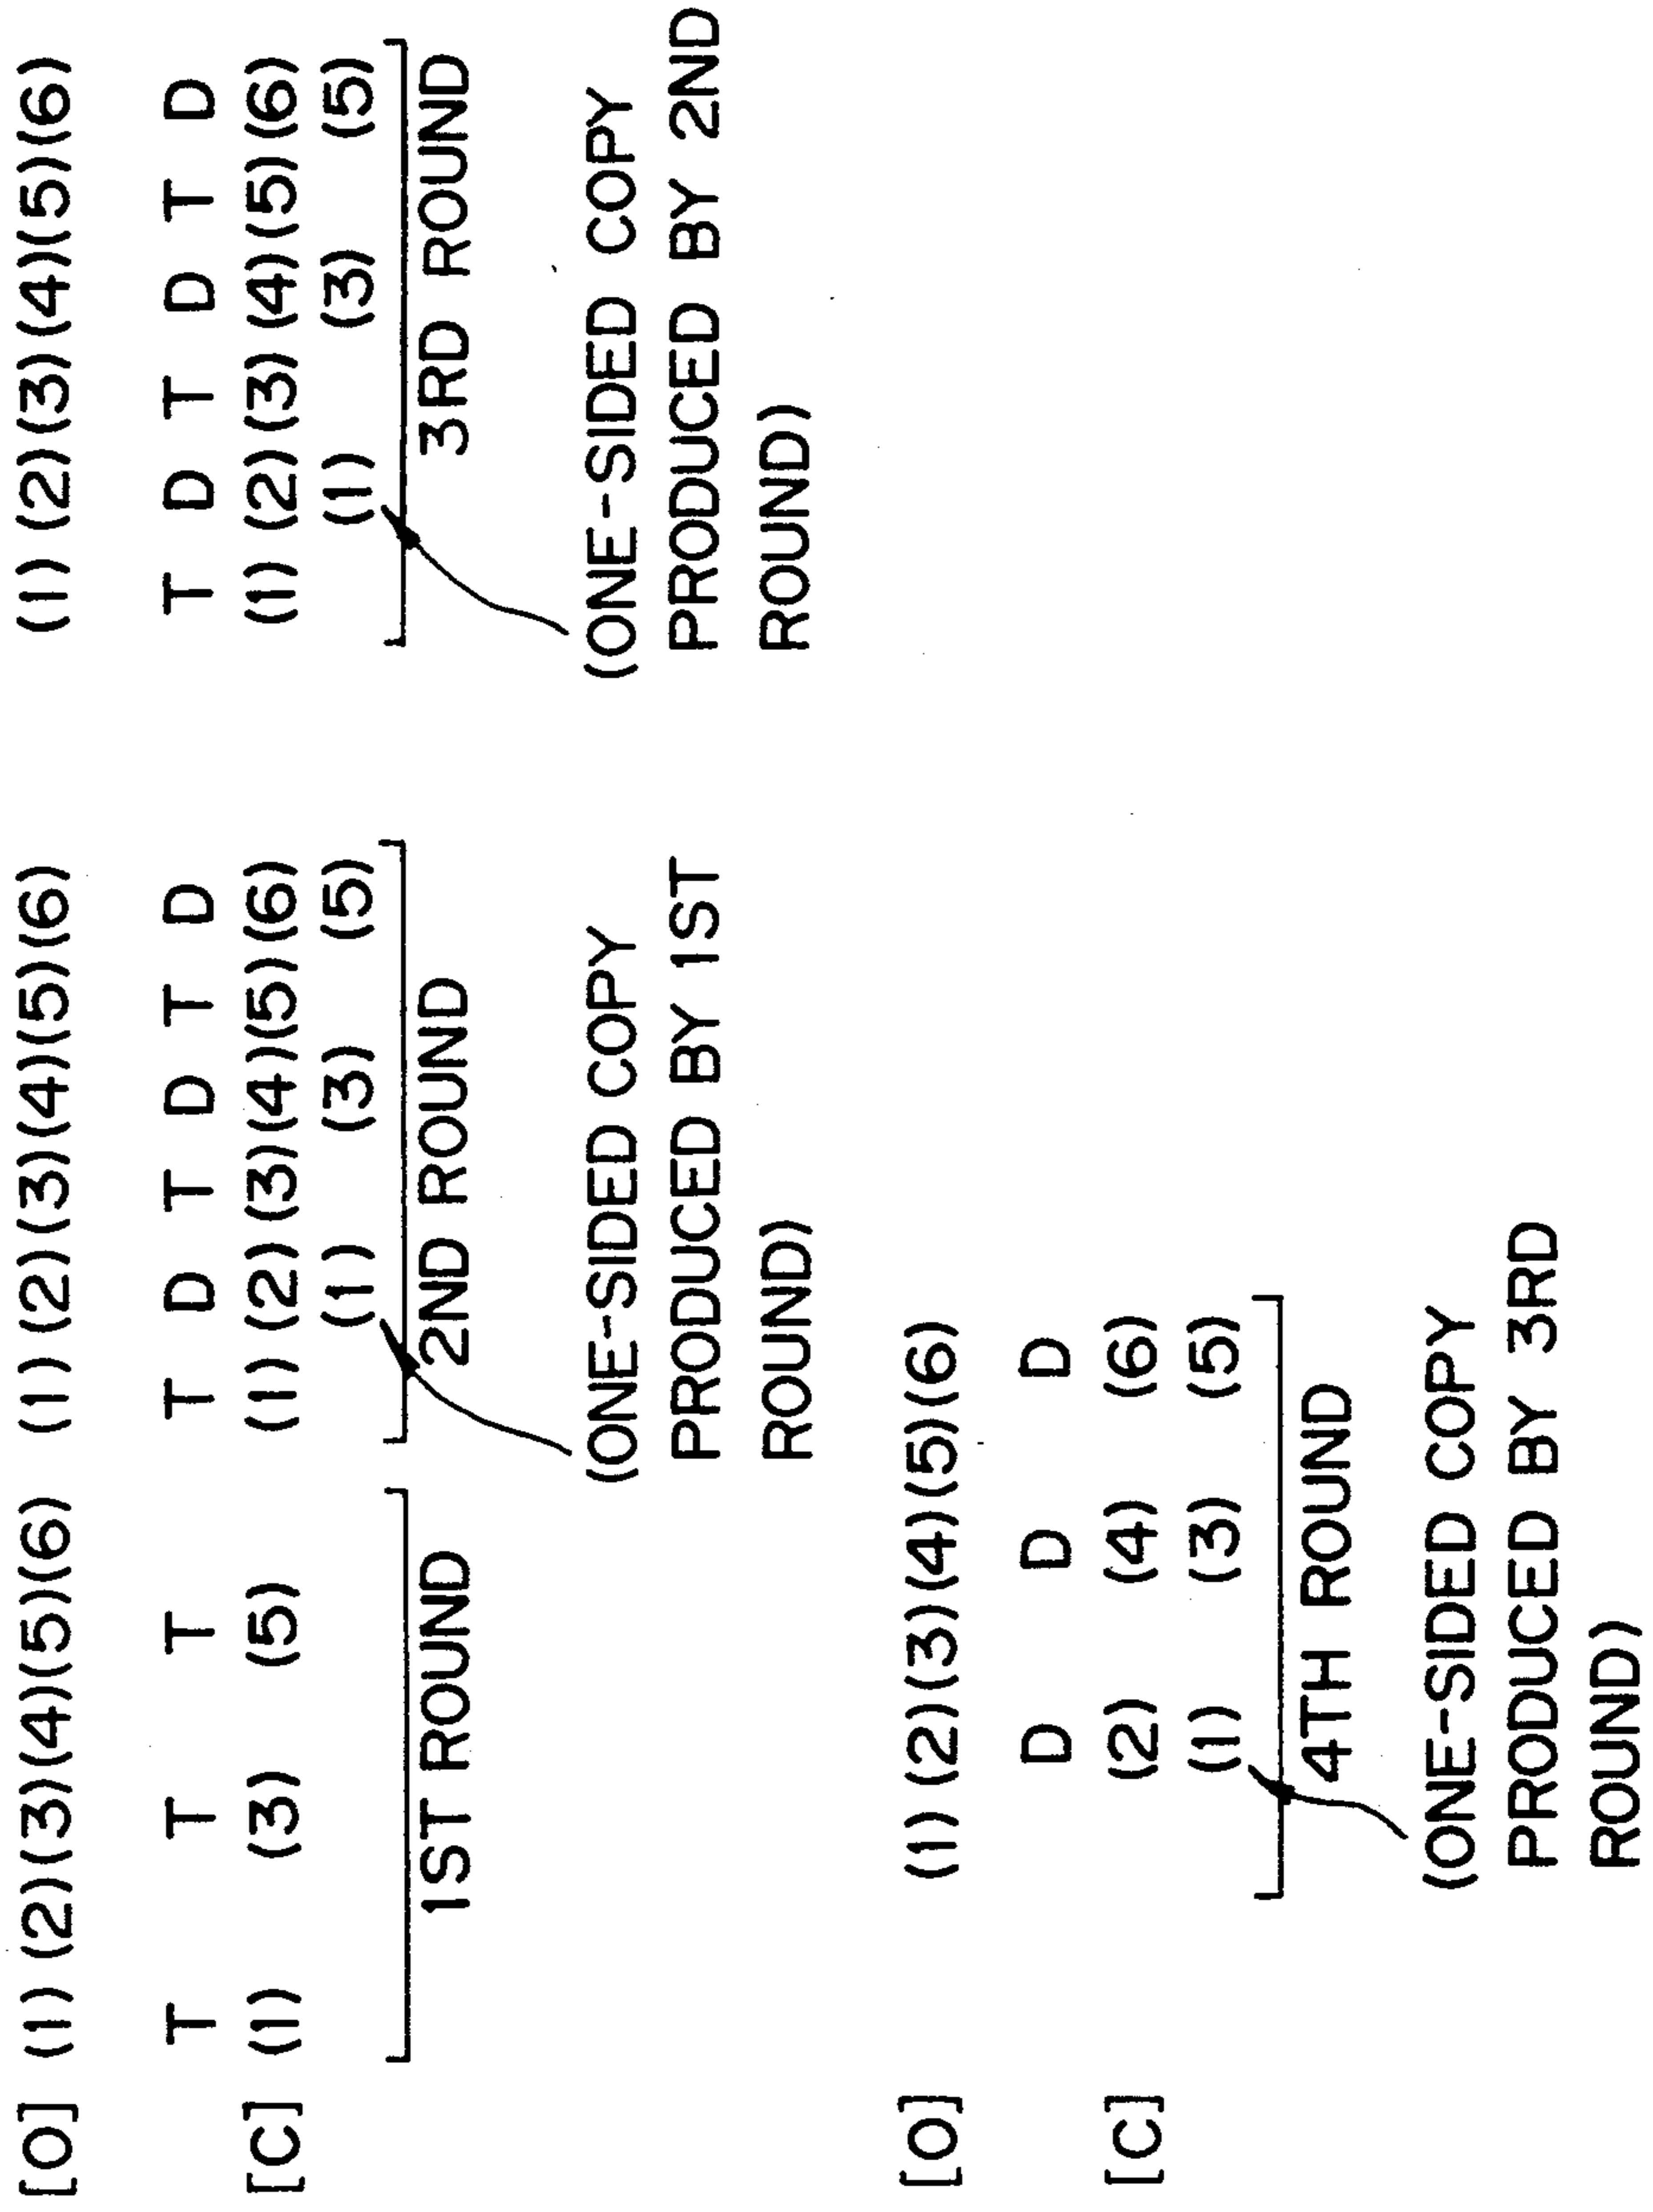 [O] (1) (2) (3) (4) (5) (6) (1) (2) (3) (4) (5) (6) (1) (2) (3) (4) (5) (6)
T T T T D T D T D T D T D T D
[C] (1) (3) (5) (1) (2) (3) (4) (5) (6) (1) (2) (3) (4) (5) (6)
(1) (3) (5) (1) (3) (5)
1ST ROUND 2ND ROUND 3RD ROUND
(ONE-SIDED COPY
PRODUCED BY 1ST
ROUND)
(ONE-SIDED COPY
PRODUCED BY 2ND
ROUND)
[O] (1) (2) (3) (4) (5) (6)
D D D
[C] (2) (4) (6)
(1) (3) (5)
4TH ROUND
(ONE-SIDED COPY
PRODUCED BY 3RD
ROUND)